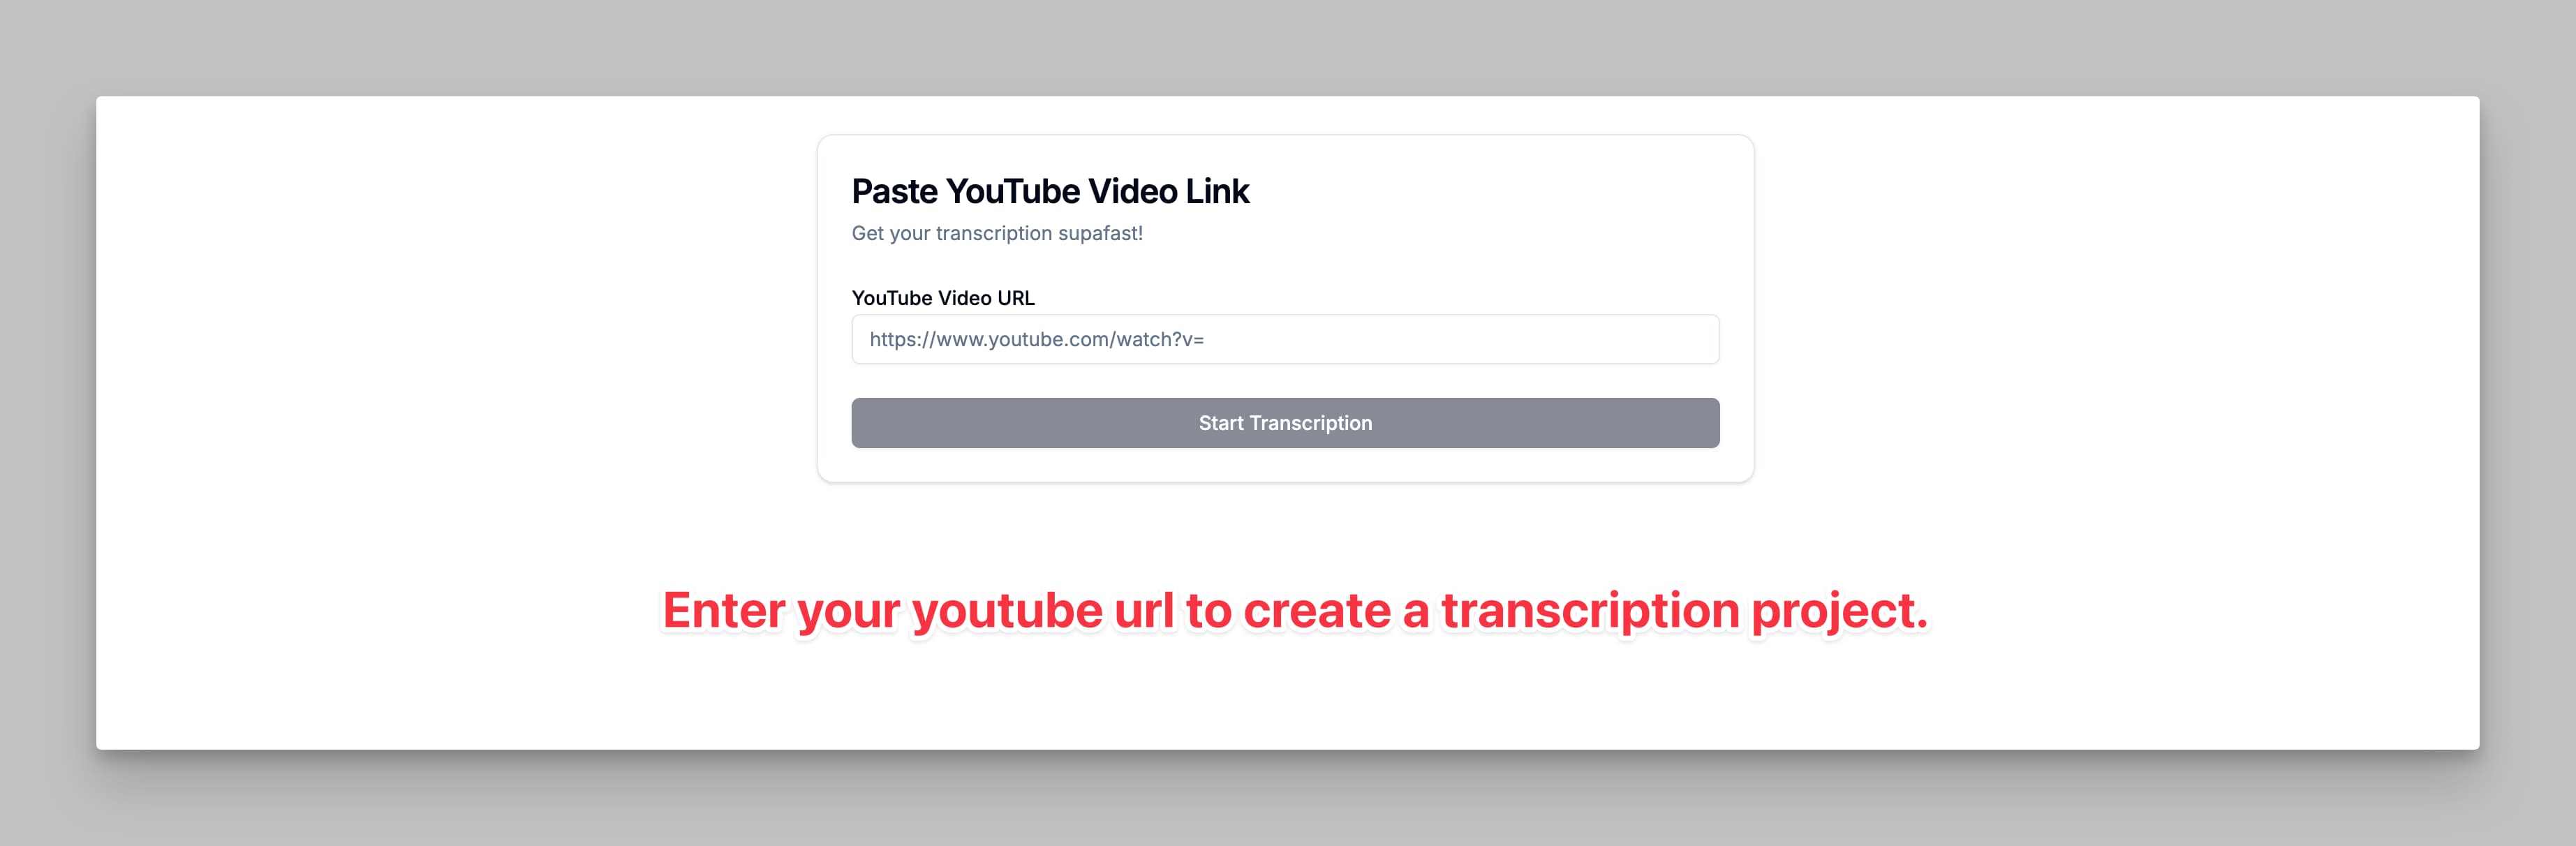 Paste YouTube Video Link
Get your transcription supafast!
YouTube Video URL
https://www.youtube.com/watch?v=
Start Transcription
Enter your youtube url to create a transcription project.